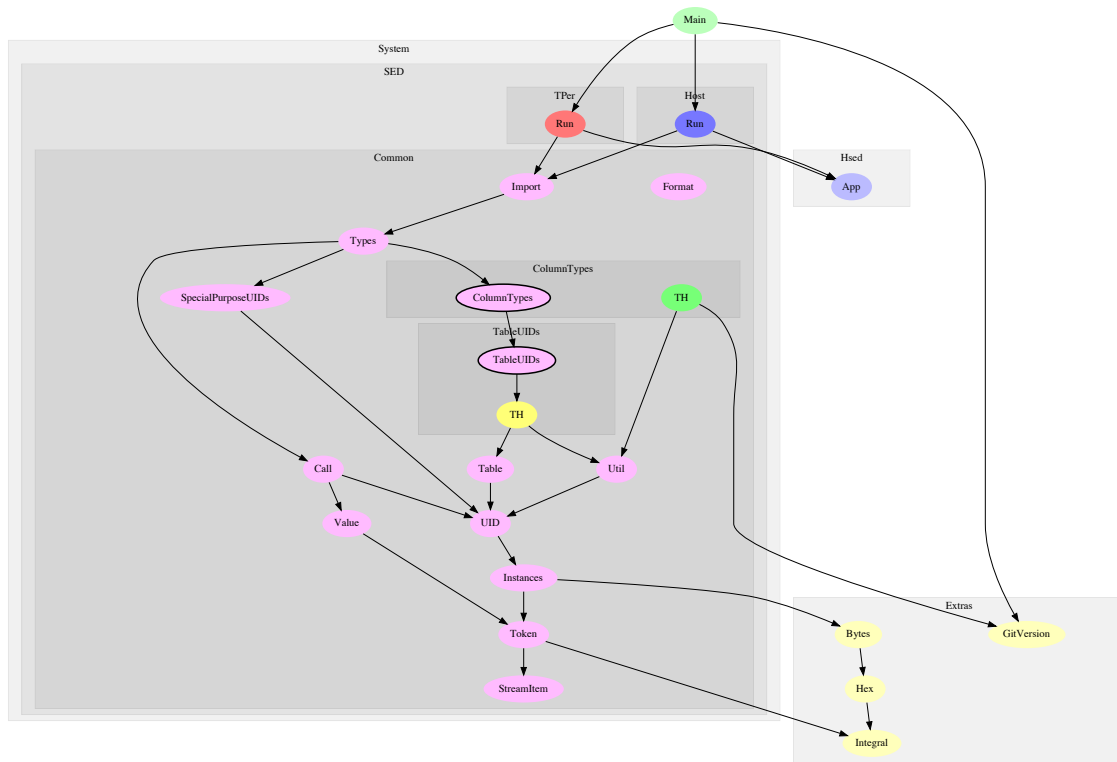 Main
System
SED
TPer
Host
Run
Run
Common
Hsed
Import
Format
App
Types
ColumnTypes
SpecialPurposeUIDs
ColumnTypes
TH
TableUIDs
TableUIDs
TH
Call
Table
Util
Value
UID
Instances
Extras
Token
Bytes
GitVersion
StreamItem
Hex
Integral